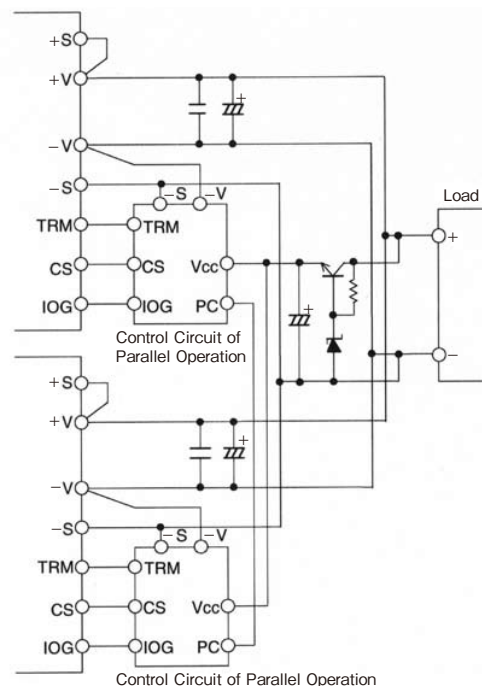 +S
+V
+
−V
−S
−S −V
Load
TRM TRM
+
CS CS Vcc
+
IOG IOG PC
Control Circuit of
Parallel Operation
−
+S
+V
+
−V
−S
−S −V
TRM TRM
CS CS Vcc
IOG IOG PC
Control Circuit of Parallel Operation